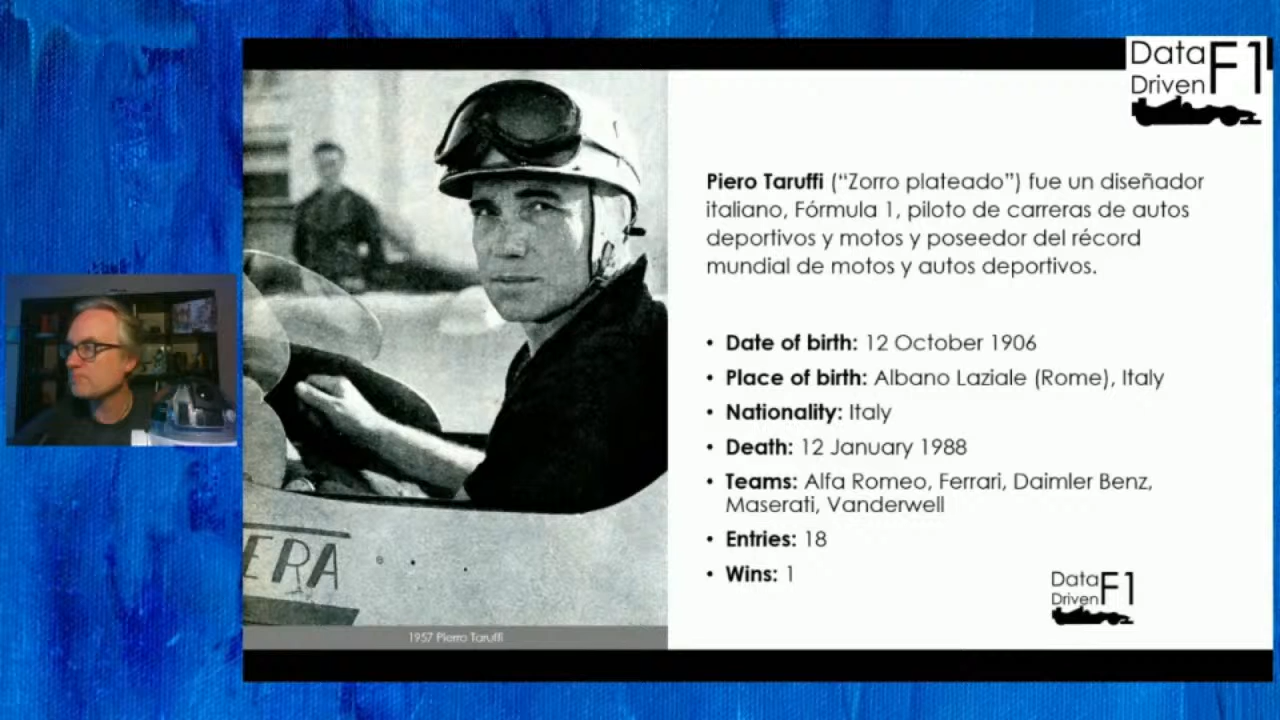 Data
Driven F1
Piero Taruffi (“Zorro plateado”) fue un diseñador
italiano, Fórmula 1, piloto de carreras de autos
deportivos y motos y poseedor del récord
mundial de motos y autos deportivos.
• Date of birth: 12 October 1906
• Place of birth: Albano Laziale (Rome), Italy
• Nationality: Italy
• Death: 12 January 1988
• Teams: Alfa Romeo, Ferrari, Daimler Benz,
Maserati, Vanderwell
• Entries: 18
• Wins: 1
ERA
1957 Pierro Taruffi
Data
Driven F1